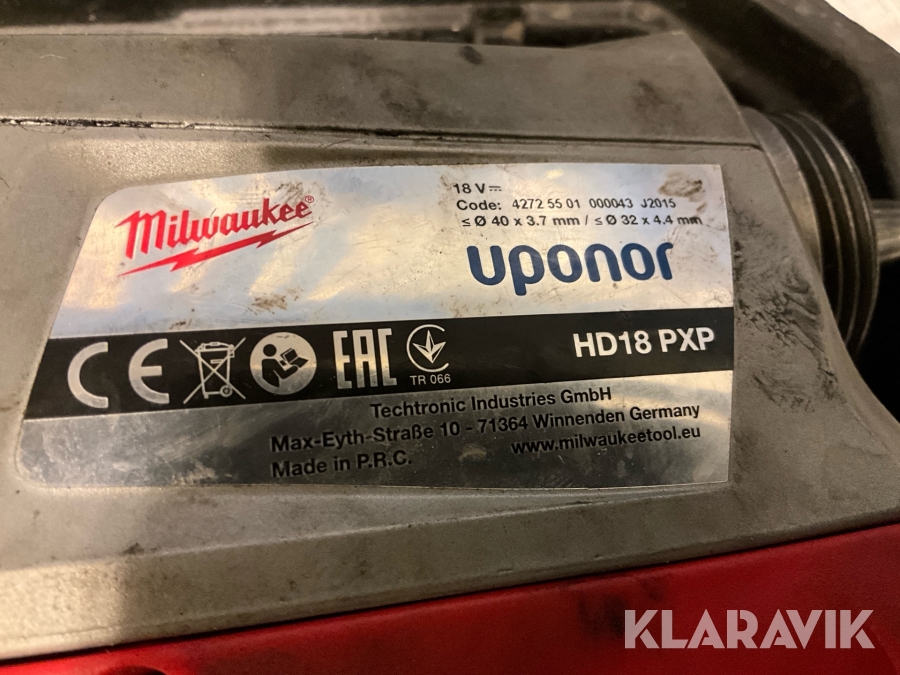 Milwaukee®
18 V
Code: 4272 55 01 000043 J2015
≤ Ø 40 x 3.7 mm / ≤ Ø 32 x 4.4 mm
uponor
CE
EAC
TR 066
HD18 PXP
Techtronic Industries GmbH
Max-Eyth-Straße 10 - 71364 Winnenden Germany
www.milwaukeetool.eu
Made in P.R.C.
KLARAVIK